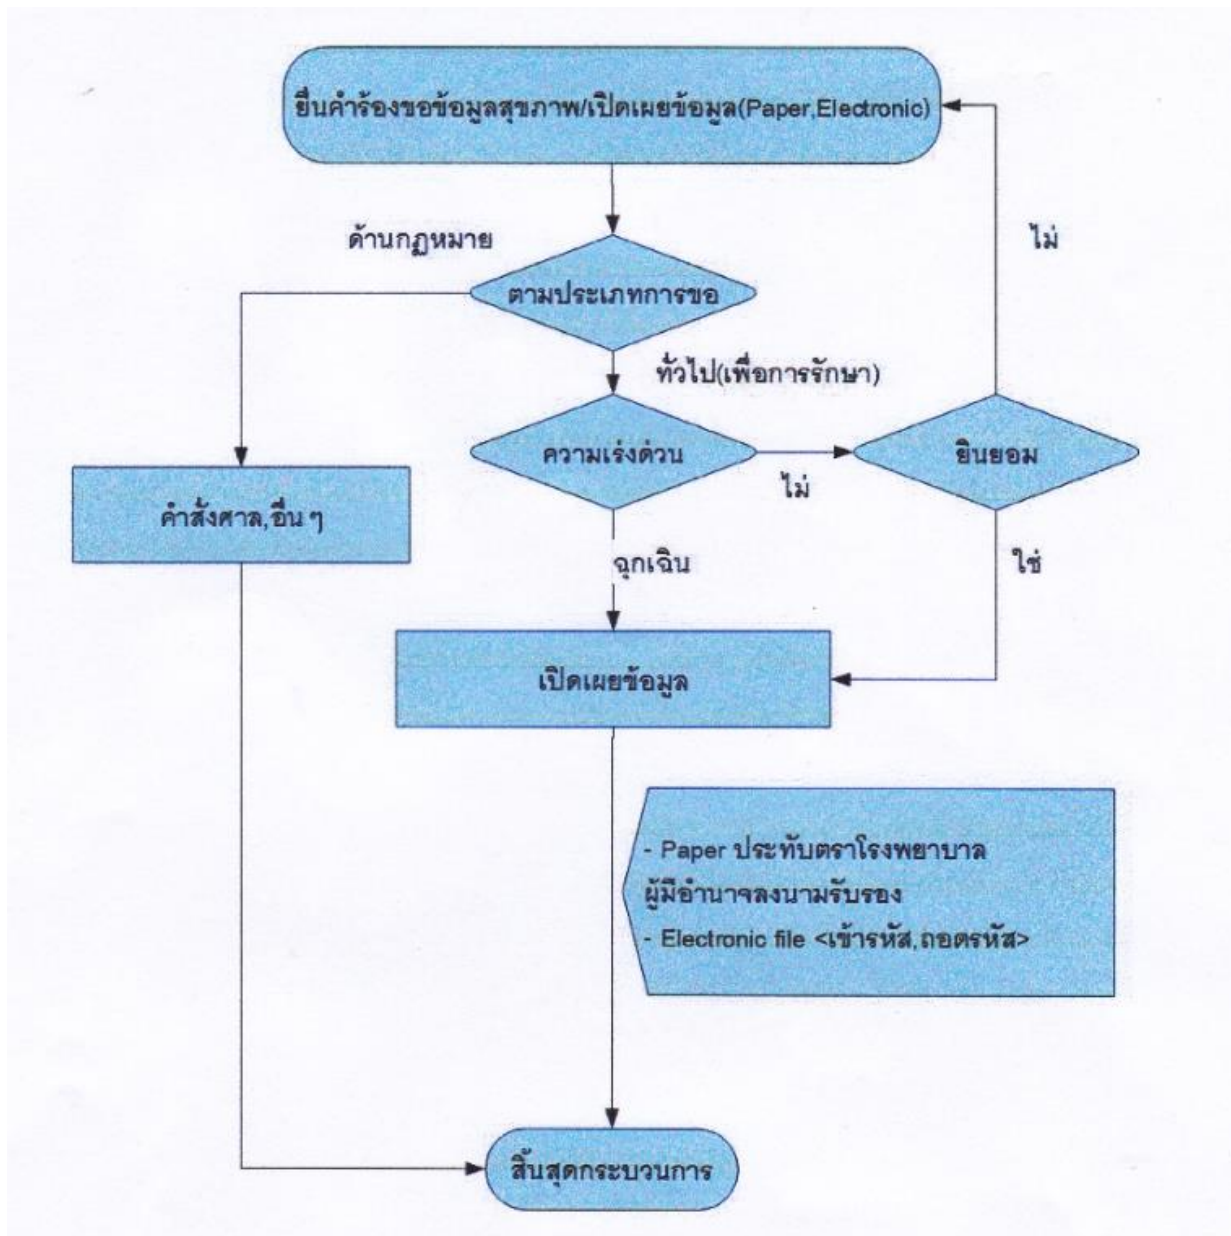 ยื่นคำร้องขอข้อมูลสุขภาพ/เปิดเผยข้อมูล(Paper,Electronic)
ด้านกฎหมาย
ไม่
ตามประเภทการขอ
ทั่วไป(เพื่อการรักษา)
ความเร่งด่วน
ยินยอม
ไม่
คำสั่งศาล,อื่น ๆ
ฉุกเฉิน
ใช่
เปิดเผยข้อมูล
- Paper ประทับตราโรงพยาบาล
ผู้มีอำนาจลงนามรับรอง
- Electronic file <เข้ารหัส,ถอดรหัส>
สิ้นสุดกระบวนการ